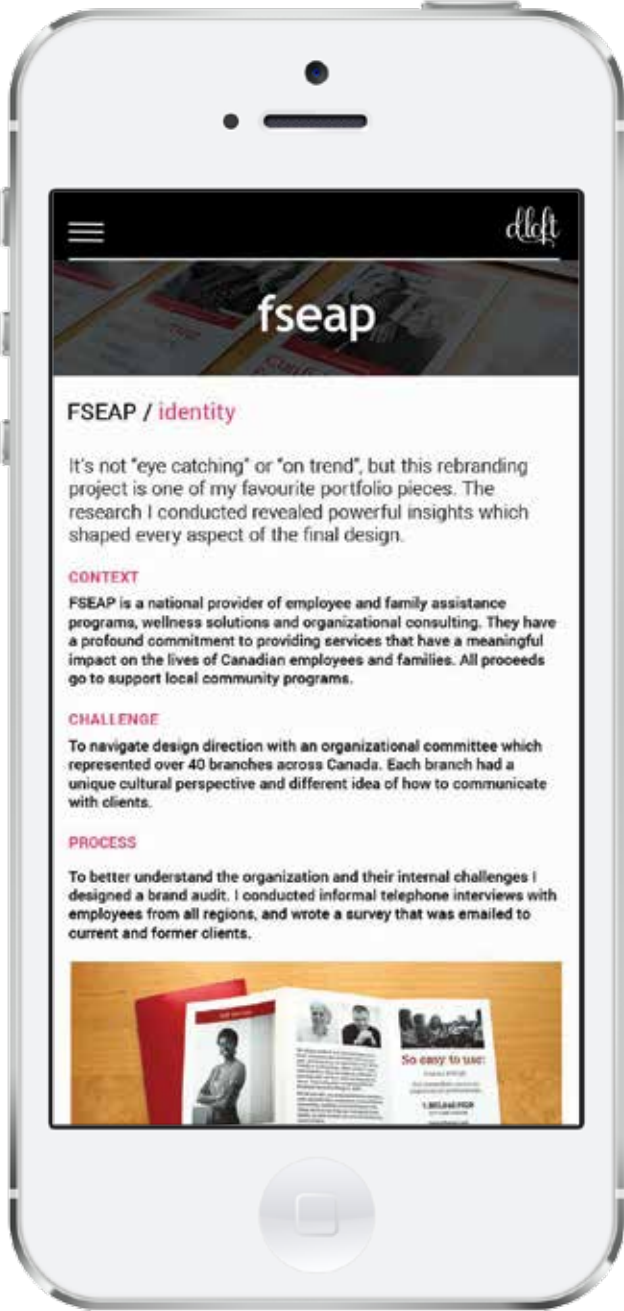 dloft
fseap
FSEAP / identity
It's not "eye catching" or "on trend", but this rebranding
project is one of my favourite portfolio pieces. The
research I conducted revealed powerful insights which
shaped every aspect of the final design.
CONTEXT
FSEAP is a national provider of employee and family assistance
programs, wellness solutions and organizational consulting. They have
a profound commitment to providing services that have a meaningful
impact on the lives of Canadian employees and families. All proceeds
go to support local community programs.
CHALLENGE
To navigate design direction with an organizational committee which
represented over 40 branches across Canada. Each branch had a
unique cultural perspective and different idea of how to communicate
with clients.
PROCESS
To better understand the organization and their internal challenges I
designed a brand audit. I conducted informal telephone interviews with
employees from all regions, and wrote a survey that was emailed to
current and former clients.
So easy to use: